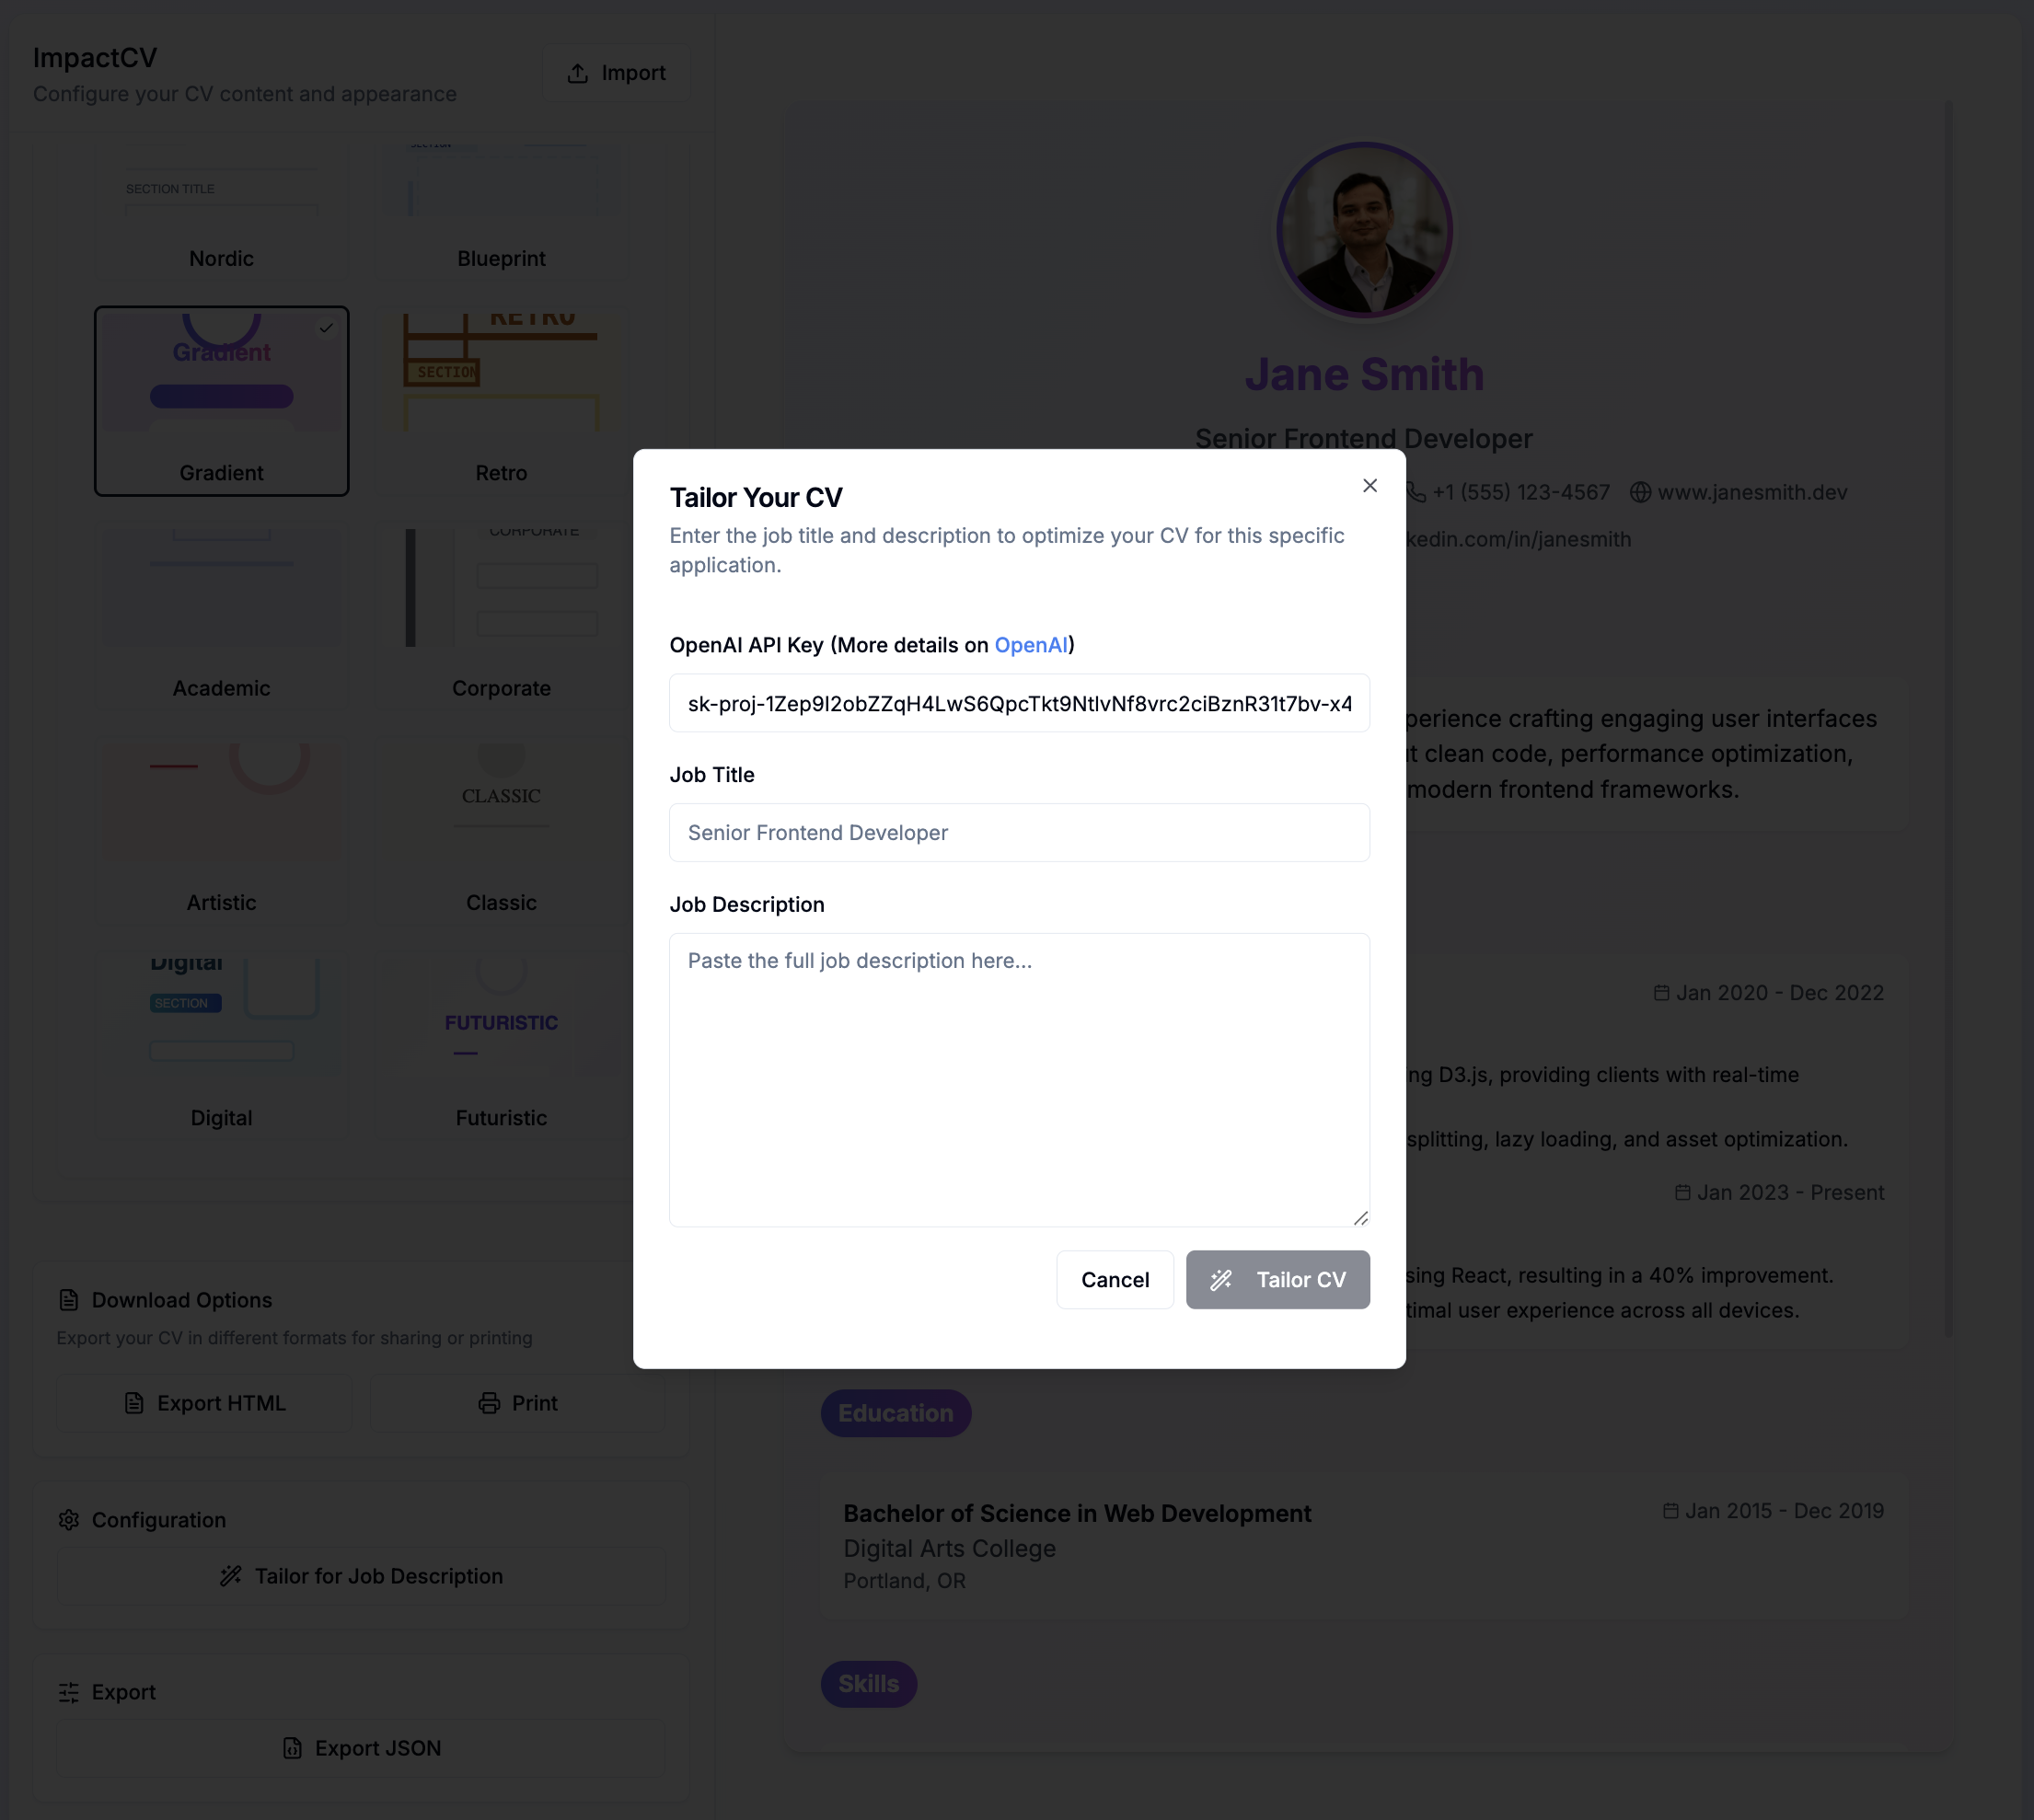 ImpactCV
Configure your CV content and appearance
Import
SECTION TITLE
SECTION
Nordic
Blueprint
Gradient
RETRO
SECTION
Gradient
Retro
CORPORATE
Academic
Corporate
CLASSIC
Artistic
Classic
Digital
SECTION
FUTURISTIC
Digital
Futuristic
Download Options
Export your CV in different formats for sharing or printing
Export HTML
Print
Configuration
Tailor for Job Description
Export
Export JSON
Tailor Your CV
Enter the job title and description to optimize your CV for this specific
application.
OpenAI API Key (More details on OpenAI)
Job Title
Senior Frontend Developer
Job Description
Paste the full job description here...
Cancel
Tailor CV
Jane Smith
Senior Frontend Developer
+1 (555) 123-4567 www.janesmith.dev
kedin.com/in/janesmith
perience crafting engaging user interfaces
t clean code, performance optimization,
modern frontend frameworks.
Jan 2020 - Dec 2022
ng D3.js, providing clients with real-time
splitting, lazy loading, and asset optimization.
Jan 2023 - Present
sing React, resulting in a 40% improvement.
timal user experience across all devices.
Education
Bachelor of Science in Web Development
Jan 2015 - Dec 2019
Digital Arts College
Portland, OR
Skills